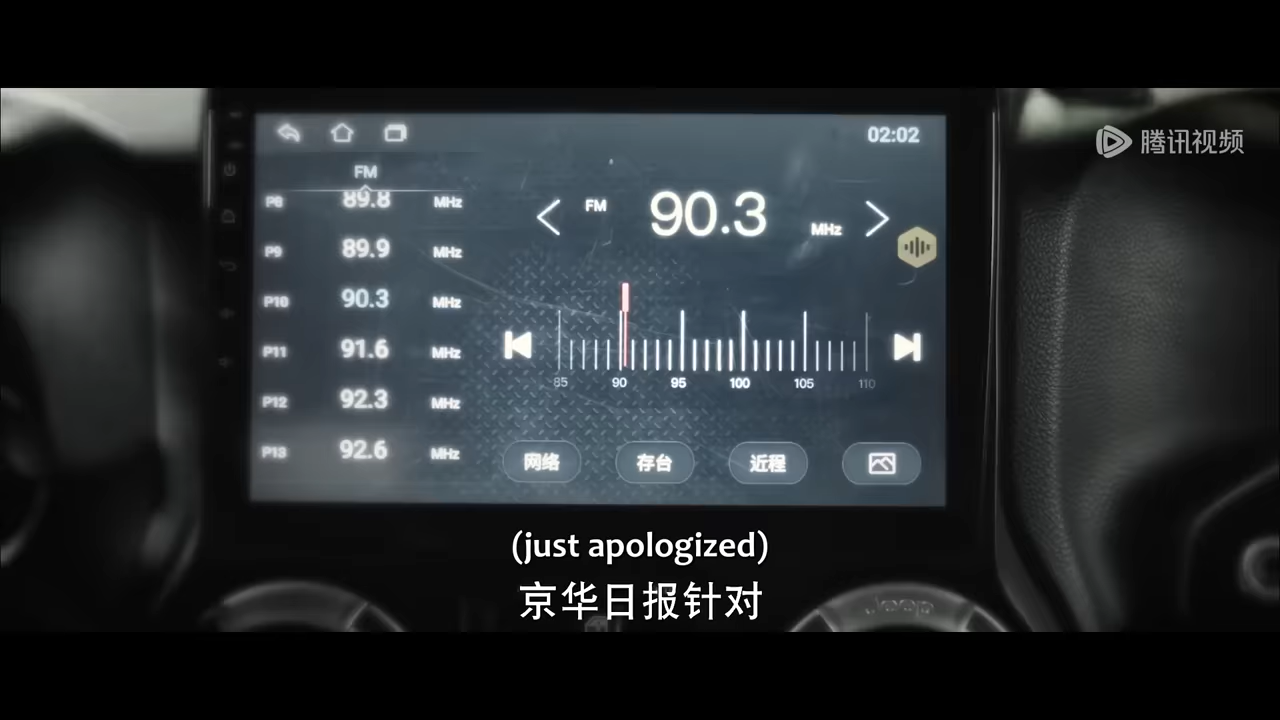 02:02
腾讯视频
FM
P8 89.8 MHz
P9 89.9 MHz
P10 90.3 MHz
P11 91.6 MHz
P12 92.3 MHz
P13 92.6 MHz
FM 90.3 MHz
85 90 95 100 105 110
网络 存台 近程
(just apologized)
京华日报针对
Jeep